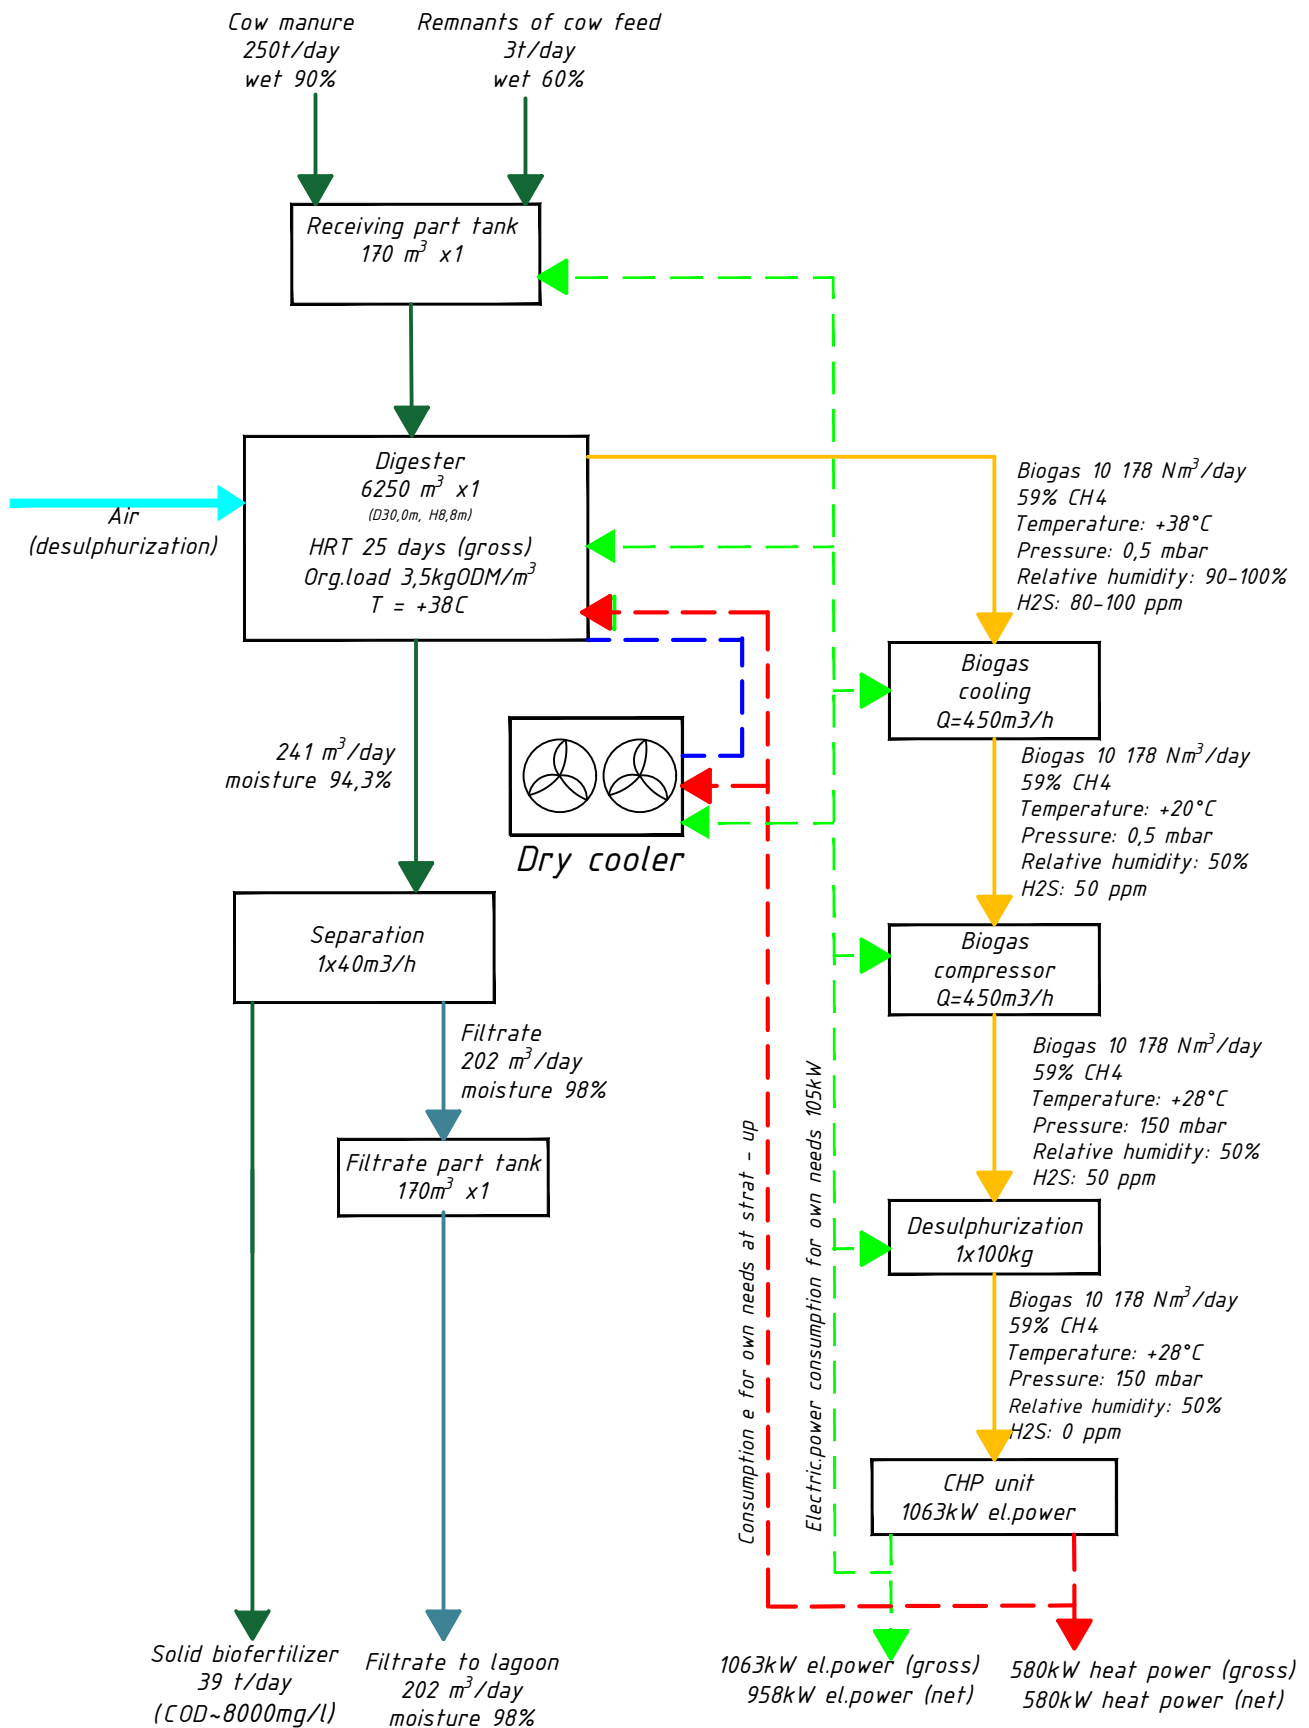 Cow manure
250t/day
wet 90%
Remnants of cow feed
3t/day
wet 60%
Receiving part tank
170 m³ x1
Digester
6250 m³ x1
(D30,0m, H8,8m)
HRT 25 days (gross)
Org.load 3,5kgODM/m³
T = +38C
Air
(desulphurization)
Biogas 10 178 Nm³/day
59% CH4
Temperature: +38°C
Pressure: 0,5 mbar
Relative humidity: 90-100%
H2S: 80-100 ppm
Biogas
cooling
Q=450m3/h
241 m³/day
moisture 94,3%
Dry cooler
Biogas 10 178 Nm³/day
59% CH4
Temperature: +20°C
Pressure: 0,5 mbar
Relative humidity: 50%
H2S: 50 ppm
Separation
1x40m3/h
Biogas
compressor
Q=450m3/h
Filtrate
202 m³/day
moisture 98%
Biogas 10 178 Nm³/day
59% CH4
Temperature: +28°C
Pressure: 150 mbar
Relative humidity: 50%
H2S: 50 ppm
Filtrate part tank
170m³ x1
Consumption e for own needs at strat - up
Electric.power consumption for own needs 105kW
Desulphurization
1x100kg
Biogas 10 178 Nm³/day
59% CH4
Temperature: +28°C
Pressure: 150 mbar
Relative humidity: 50%
H2S: 0 ppm
CHP unit
1063kW el.power
Solid biofertilizer
39 t/day
(COD~8000mg/l)
Filtrate to lagoon
202 m³/day
moisture 98%
1063kW el.power (gross)
958kW el.power (net)
580kW heat power (gross)
580kW heat power (net)